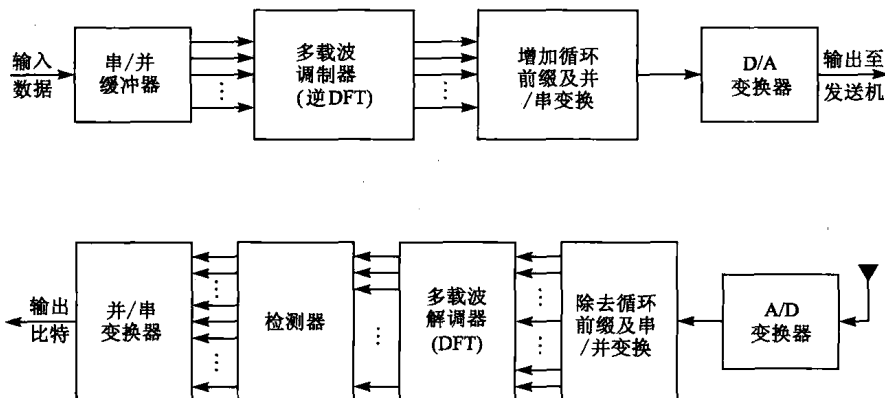 输入
数据
串/并
缓冲器
多载波
调制器
(逆DFT)
增加循环
前缀及并
/串变换
D/A
变换器
输出至
发送机
输出
比特
并/串
变换器
检测器
多载波
解调器
(DFT)
除去循环
前缀及串
/并变换
A/D
变换器